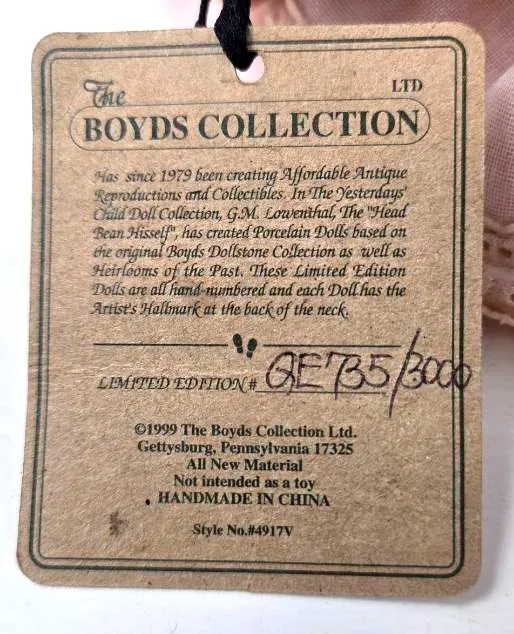 The
LTD
BOYDS COLLECTION
Has since 1979 been creating Affordable Antique
Reproductions and Collectibles. In The Yesterdays'
Child Doll Collection, G.M. Lowenthal, The "Head
Bean Hisself", has created Porcelain Dolls based on
the original Boyds Dollstone Collection as well as
Heirlooms of the Past. These Limited Edition
Dolls are all hand-numbered and each Doll has the
Artist's Hallmark at the back of the neck.
LIMITED EDITION# QE735/3000
©1999 The Boyds Collection Ltd.
Gettysburg, Pennsylvania 17325
All New Material
Not intended as a toy
HANDMADE IN CHINA
Style No.#4917V